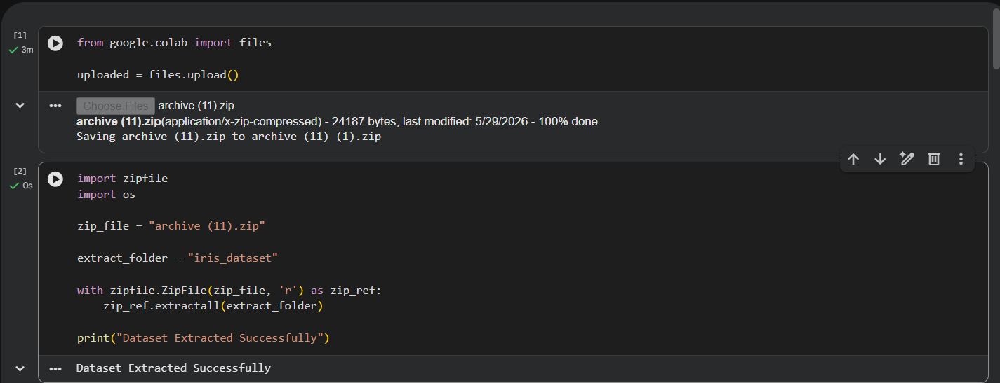 [1]
3m
from google.colab import files
uploaded = files.upload()
Choose Files archive (11).zip
archive (11).zip(application/x-zip-compressed) - 24187 bytes, last modified: 5/29/2026 - 100% done
Saving archive (11).zip to archive (11) (1).zip
[2]
0s
import zipfile
import os
zip_file = "archive (11).zip"
extract_folder = "iris_dataset"
with zipfile.ZipFile(zip_file, 'r') as zip_ref:
    zip_ref.extractall(extract_folder)
print("Dataset Extracted Successfully")
Dataset Extracted Successfully